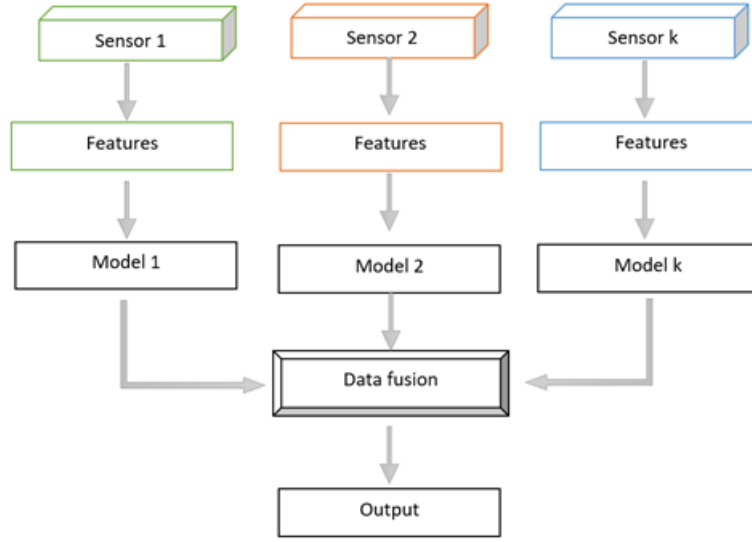 Sensor 1
Sensor 2
Sensor k
Features
Features
Features
Model 1
Model 2
Model k
Data fusion
Output